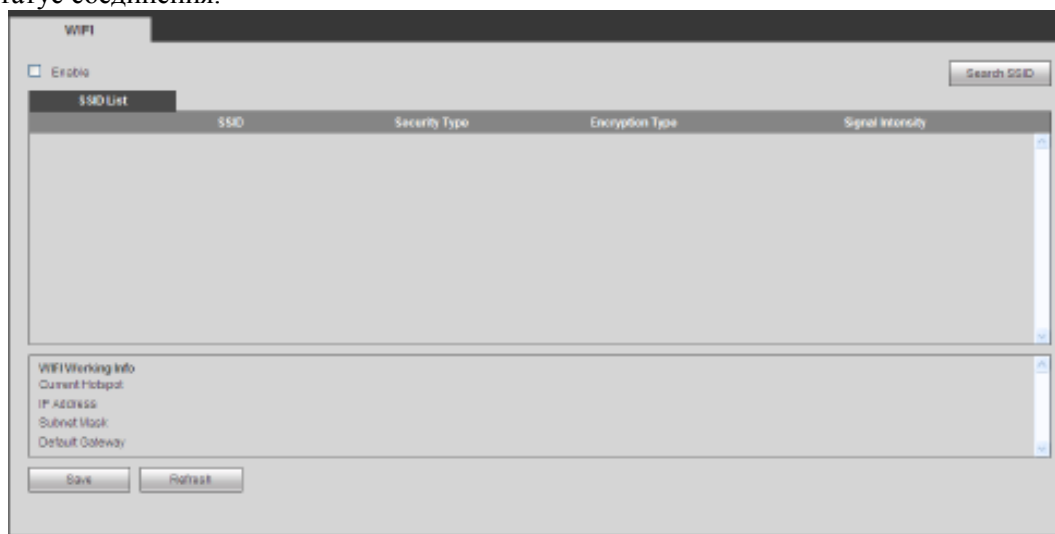 соединения.
WIFI
Enable
Search SSID
SSID List
SSID Security Type Encryption Type Signal Intensity
WIFI Working Info
Current Hotspot
IP Address
Subnet Mask
Default Gateway
Save Refresh